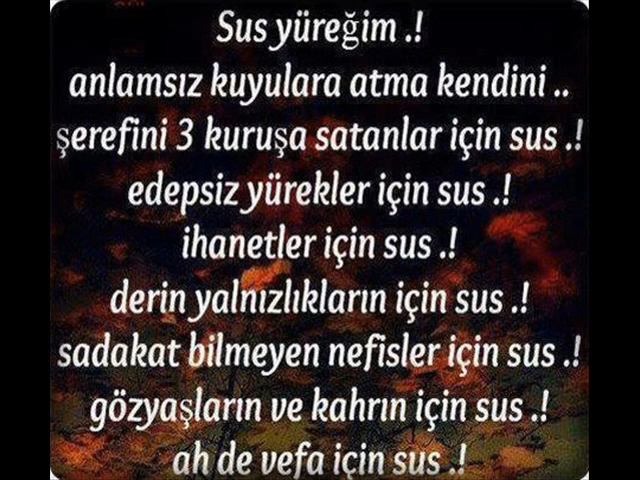 Sus yüreğim .!
anlamsız kuyulara atma kendini ..
şerefini 3 kuruşa satanlar için sus .!
edepsiz yürekler için sus .!
ihanetler için sus .!
derin yalnızlıkların için sus .!
sadakat bilmeyen nefisler için sus .!
gözyaşların ve kahrın için sus .!
ah de vefa için sus .!